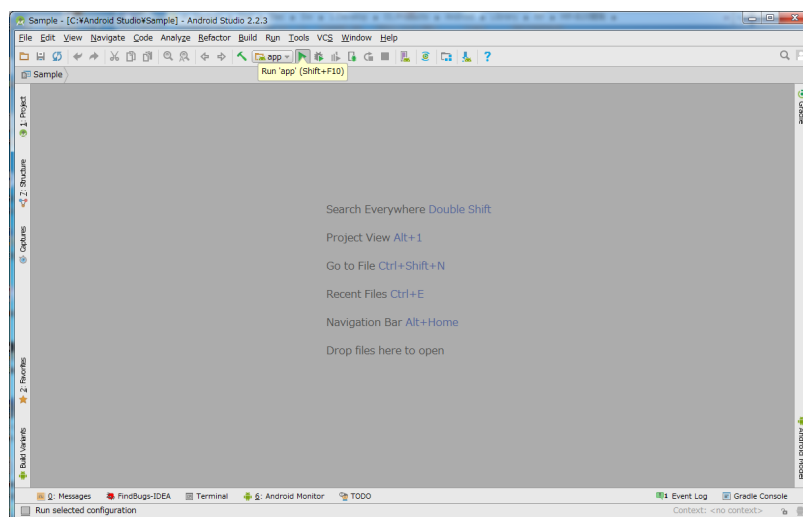 Sample - [C:¥Android Studio¥Sample] - Android Studio 2.2.3
File Edit View Navigate Code Analyze Refactor Build Run Tools VCS Window Help
app
Run 'app' (Shift+F10)
Sample
1: Project
Gradle
7: Structure
Captures
Search Everywhere Double Shift
Project View Alt+1
Go to File Ctrl+Shift+N
Recent Files Ctrl+E
Navigation Bar Alt+Home
Drop files here to open
2: Favorites
Build Variants
Android Model
0: Messages FindBugs-IDEA Terminal 6: Android Monitor TODO 1 Event Log Gradle Console
Run selected configuration Context: <no context>